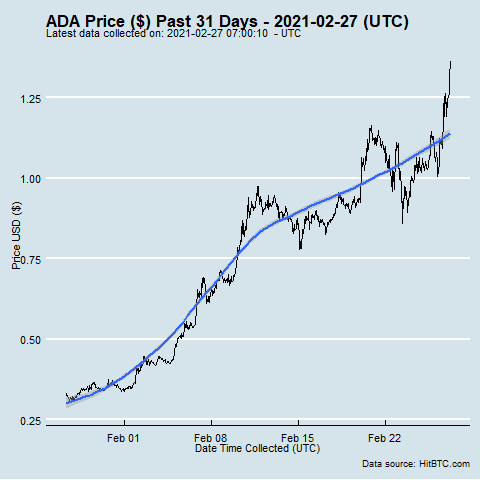 ADA Price ($) Past 31 Days - 2021-02-27 (UTC)
Latest data collected on: 2021-02-27 07:00:10 - UTC
Price USD ($)
1.25
1.00
0.75
0.50
0.25
Feb 01 Feb 08 Feb 15 Feb 22
Date Time Collected (UTC)
Data source: HitBTC.com